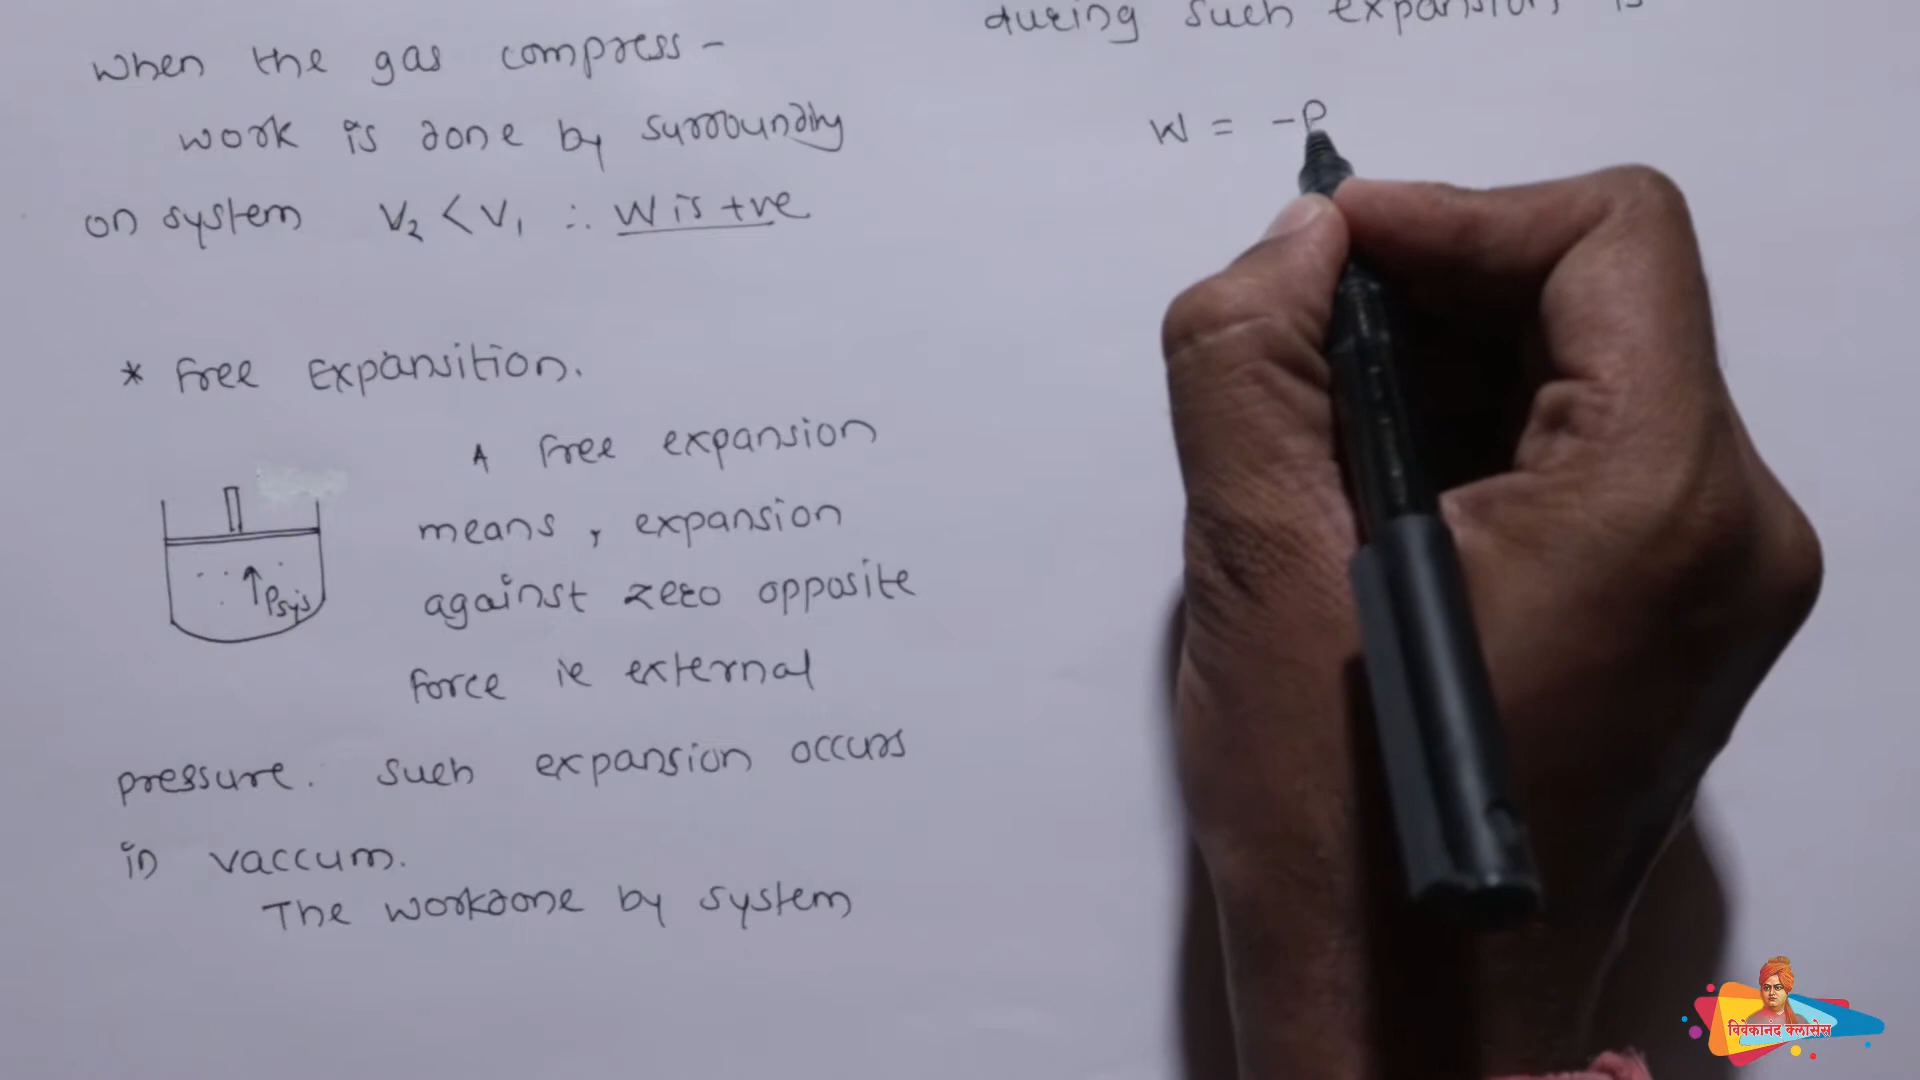 when the gas compress -
work is done by surrounding
on system V₂ < V₁ ∴ W is +ve
* Free Expansition.
A Free expansion
means, expansion
against zero opposite
force ie external
pressure. such expansion occurs
in vaccum.
The workdone by system
Psys
during such expansion is
W = -P
विवेकानंद क्लासेस